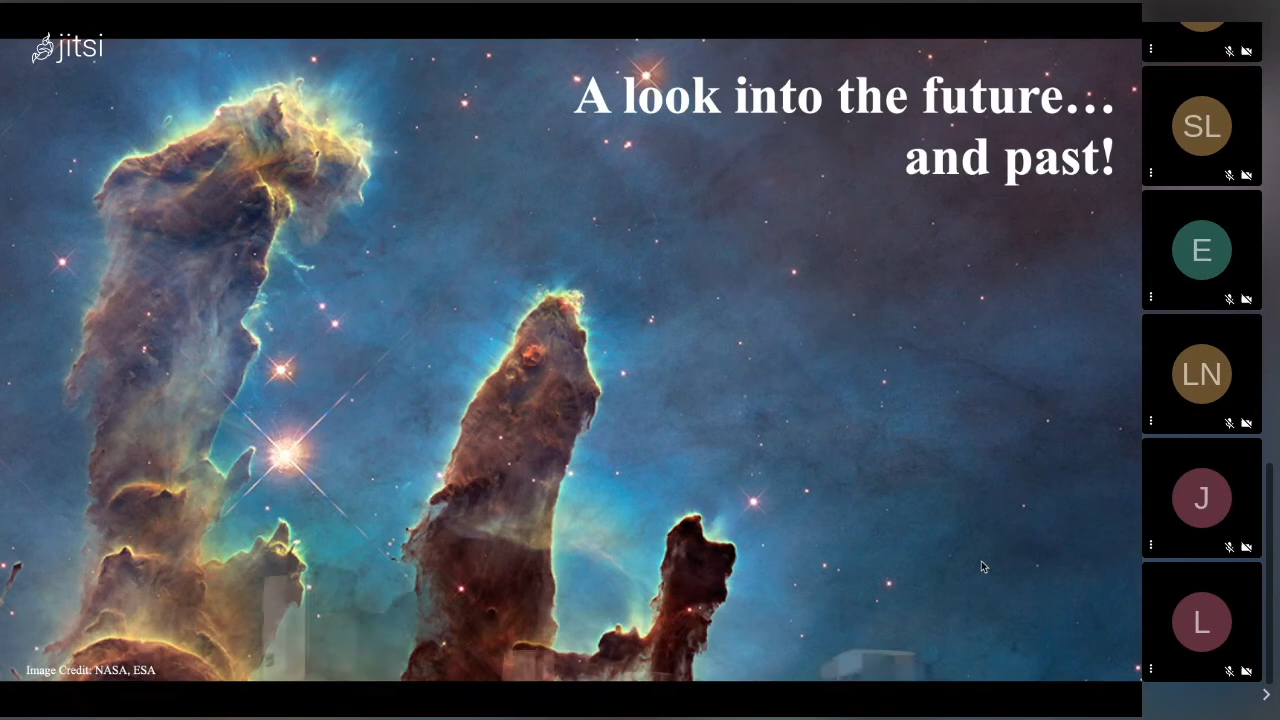 jitsi
A look into the future…
and past!
SL
E
LN
J
L
Image Credit: NASA, ESA